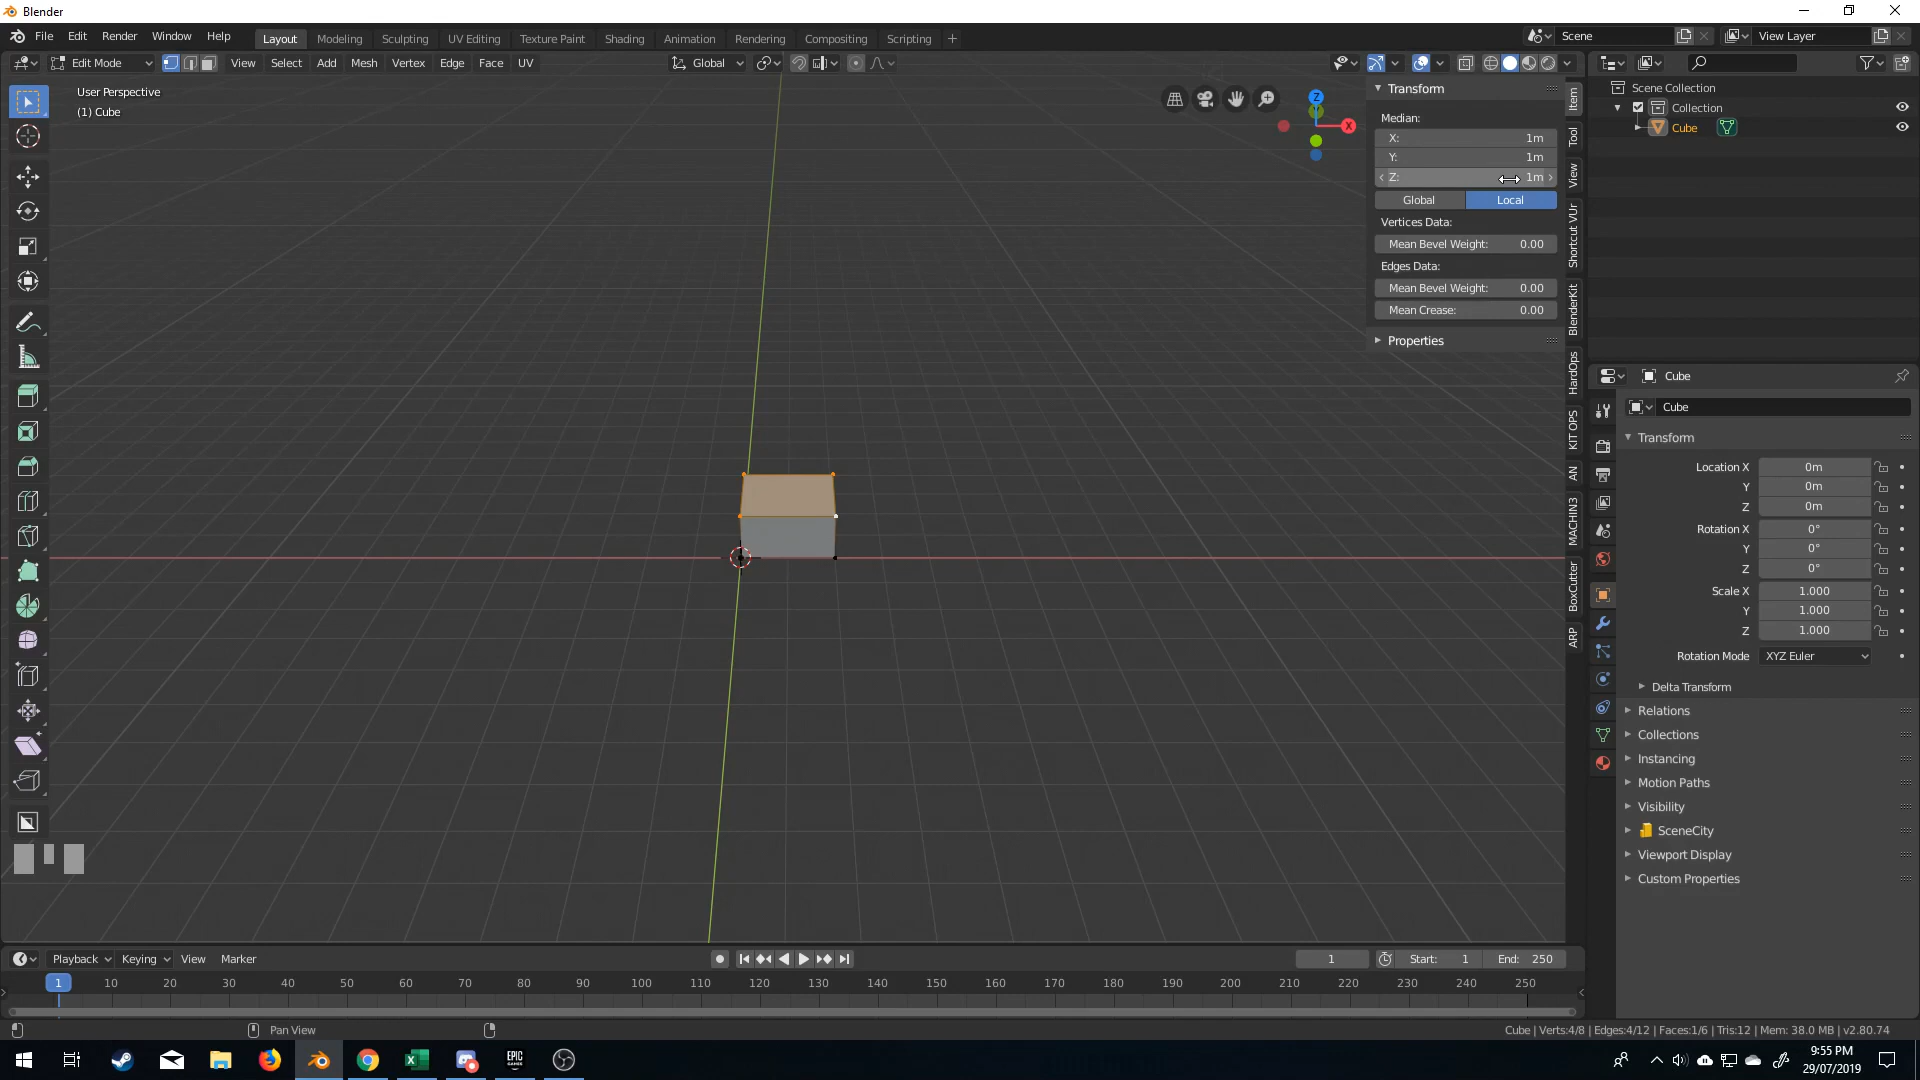 Blender
File Edit Render Window Help Layout Modeling Sculpting UV Editing Texture Paint Shading Animation Rendering Compositing Scripting + Scene View Layer
Edit Mode View Select Add Mesh Vertex Edge Face UV Global
User Perspective
(1) Cube
Z
X
Transform
Median:
X: 1m
Y: 1m
Z: 1m
Global Local
Vertices Data:
Mean Bevel Weight: 0.00
Edges Data:
Mean Bevel Weight: 0.00
Mean Crease: 0.00
Properties
Item
Tool
View
Shortcut VUr
BlenderKit
HardOps
KIT OPS
AN
MACHIN3
BoxCutter
ARP
Scene Collection
Collection
Cube
Cube
Cube
Transform
Location X 0m
Y 0m
Z 0m
Rotation X 0°
Y 0°
Z 0°
Scale X 1.000
Y 1.000
Z 1.000
Rotation Mode XYZ Euler
Delta Transform
Relations
Collections
Instancing
Motion Paths
Visibility
SceneCity
Viewport Display
Custom Properties
Playback Keying View Marker 1 Start: 1 End: 250
1 10 20 30 40 50 60 70 80 90 100 110 120 130 140 150 160 170 180 190 200 210 220 230 240 250
Pan View
Cube | Verts:4/8 | Edges:4/12 | Faces:1/6 | Tris:12 | Mem: 38.0 MB | v2.80.74
EPIC
GAMES
9:55 PM
29/07/2019